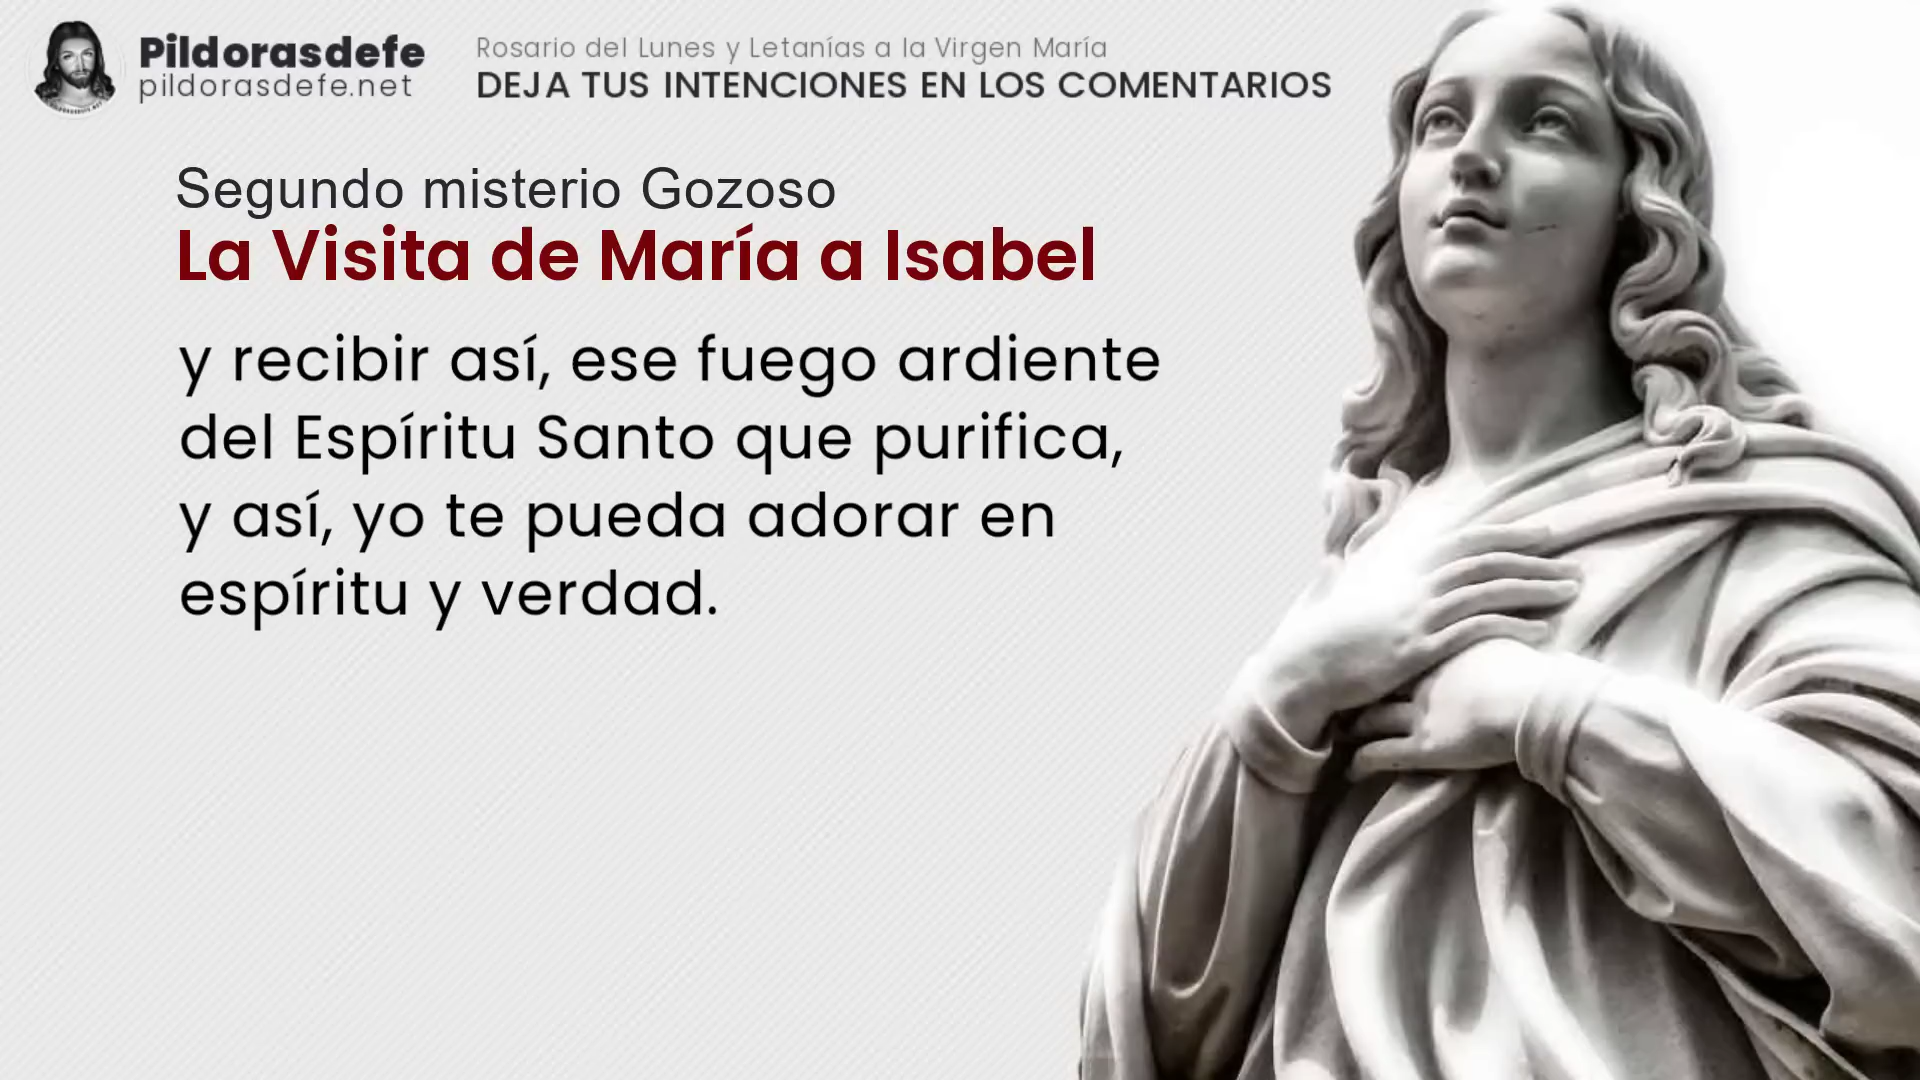 Pildorasdefe
pildorasdefe.net
Rosario del Lunes y Letanías a la Virgen María
DEJA TUS INTENCIONES EN LOS COMENTARIOS
Segundo misterio Gozoso
La Visita de María a Isabel
y recibir así, ese fuego ardiente
del Espíritu Santo que purifica,
y así, yo te pueda adorar en
espíritu y verdad.